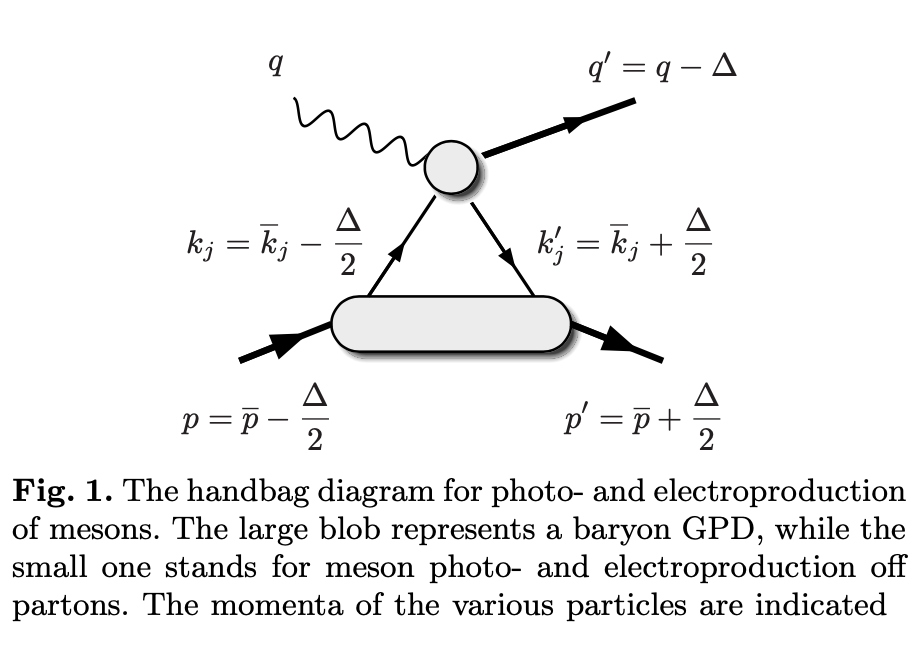 q
q′ = q − Δ
k_j = k̄_j − Δ/2
k′_j = k̄_j + Δ/2
p = p̄ − Δ/2
p′ = p̄ + Δ/2
Fig. 1. The handbag diagram for photo- and electroproduction
of mesons. The large blob represents a baryon GPD, while the
small one stands for meson photo- and electroproduction off
partons. The momenta of the various particles are indicated